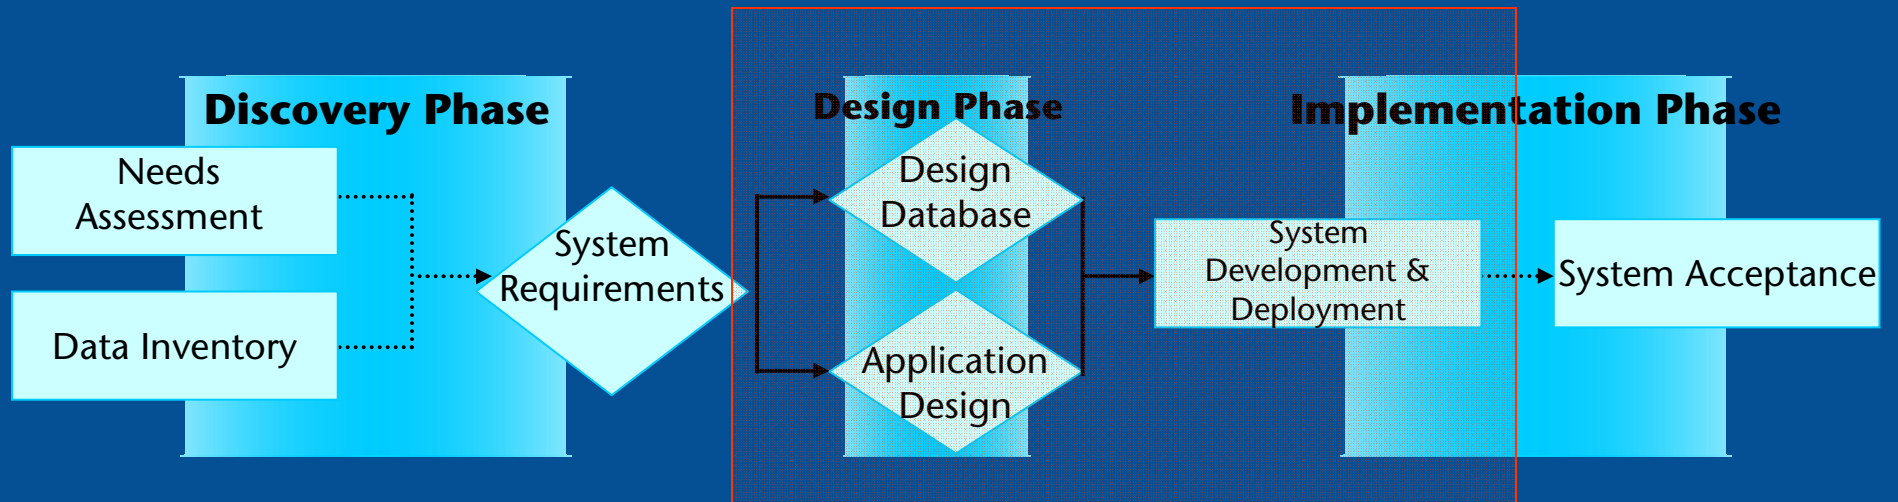 Discovery Phase
Needs
Assessment
Data Inventory
System
Requirements
Design Phase
Design
Database
Application
Design
Implementation Phase
System
Development &
Deployment
System Acceptance